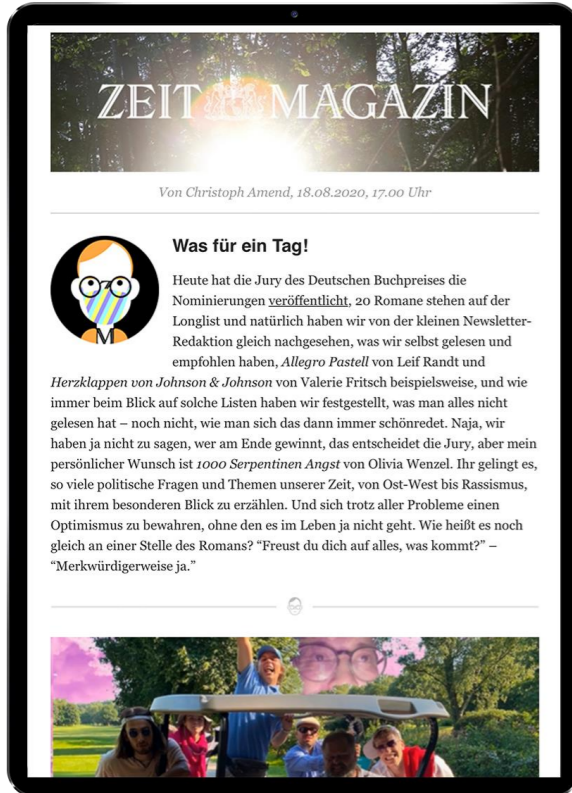 ZEIT MAGAZIN
Von Christoph Amend, 18.08.2020, 17.00 Uhr
Was für ein Tag!
Heute hat die Jury des Deutschen Buchpreises die
Nominierungen veröffentlicht, 20 Romane stehen auf der
Longlist und natürlich haben wir von der kleinen Newsletter-
Redaktion gleich nachgesehen, was wir selbst gelesen und
empfohlen haben, Allegro Pastell von Leif Randt und
Herzklappen von Johnson & Johnson von Valerie Fritsch beispielsweise, und wie
immer beim Blick auf solche Listen haben wir festgestellt, was man alles nicht
gelesen hat – noch nicht, wie man sich das dann immer schönredet. Naja, wir
haben ja nicht zu sagen, wer am Ende gewinnt, das entscheidet die Jury, aber mein
persönlicher Wunsch ist 1000 Serpentinen Angst von Olivia Wenzel. Ihr gelingt es,
so viele politische Fragen und Themen unserer Zeit, von Ost-West bis Rassismus,
mit ihrem besonderen Blick zu erzählen. Und sich trotz aller Probleme einen
Optimismus zu bewahren, ohne den es im Leben ja nicht geht. Wie heißt es noch
gleich an einer Stelle des Romans? “Freust du dich auf alles, was kommt?” –
“Merkwürdigerweise ja.”
M